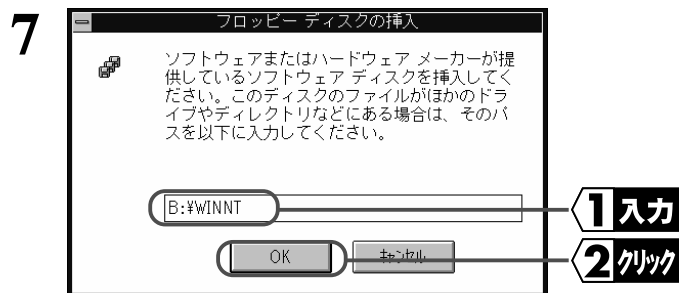 7
フロッピー ディスクの挿入
ソフトウェアまたはハードウェア メーカーが提
供しているソフトウェア ディスクを挿入してく
ださい。このディスクのファイルがほかのドラ
イブやディレクトリなどにある場合は、そのパ
スを以下に入力してください。
B:¥WINNT
1 入力
OK
キャンセル
2 クリック